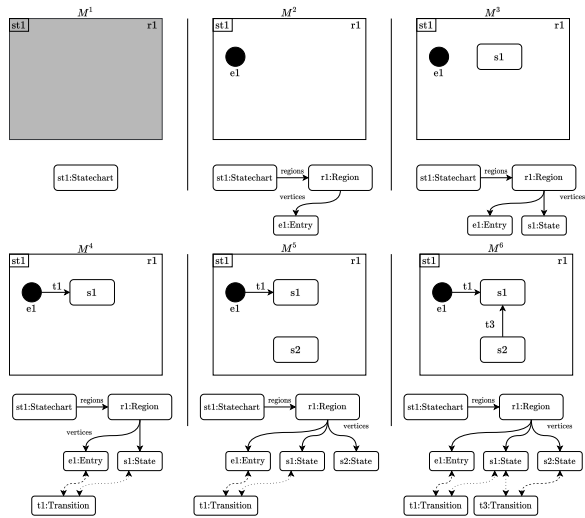 M¹
st1
r1
st1:Statechart
M²
st1
r1
e1
st1:Statechart
regions
r1:Region
vertices
e1:Entry
M³
st1
r1
s1
e1
st1:Statechart
regions
r1:Region
vertices
e1:Entry
s1:State
M⁴
st1
r1
t1
s1
e1
st1:Statechart
regions
r1:Region
vertices
e1:Entry
s1:State
t1:Transition
M⁵
st1
r1
t1
s1
e1
s2
st1:Statechart
regions
r1:Region
vertices
e1:Entry
s1:State
s2:State
t1:Transition
M⁶
st1
r1
t1
s1
e1
t3
s2
st1:Statechart
regions
r1:Region
vertices
e1:Entry
s1:State
s2:State
t1:Transition
t3:Transition